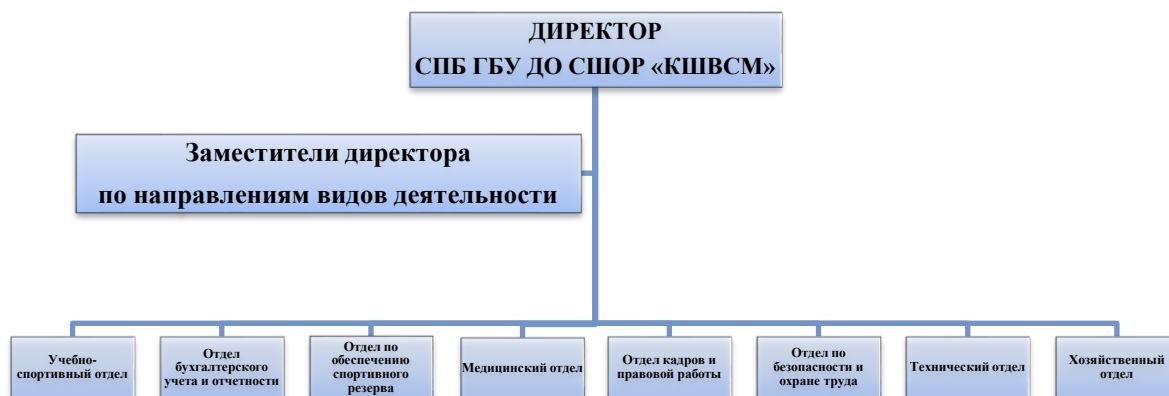 ДИРЕКТОР
СПБ ГБУ ДО СШОР «КШВСМ»
Заместители директора
по направлениям видов деятельности
Учебно-
спортивный отдел
Отдел
бухгалтерского
учета и отчетности
Отдел по
обеспечению
спортивного
резерва
Медицинский отдел
Отдел кадров и
правовой работы
Отдел по
безопасности и
охране труда
Технический отдел
Хозяйственный
отдел